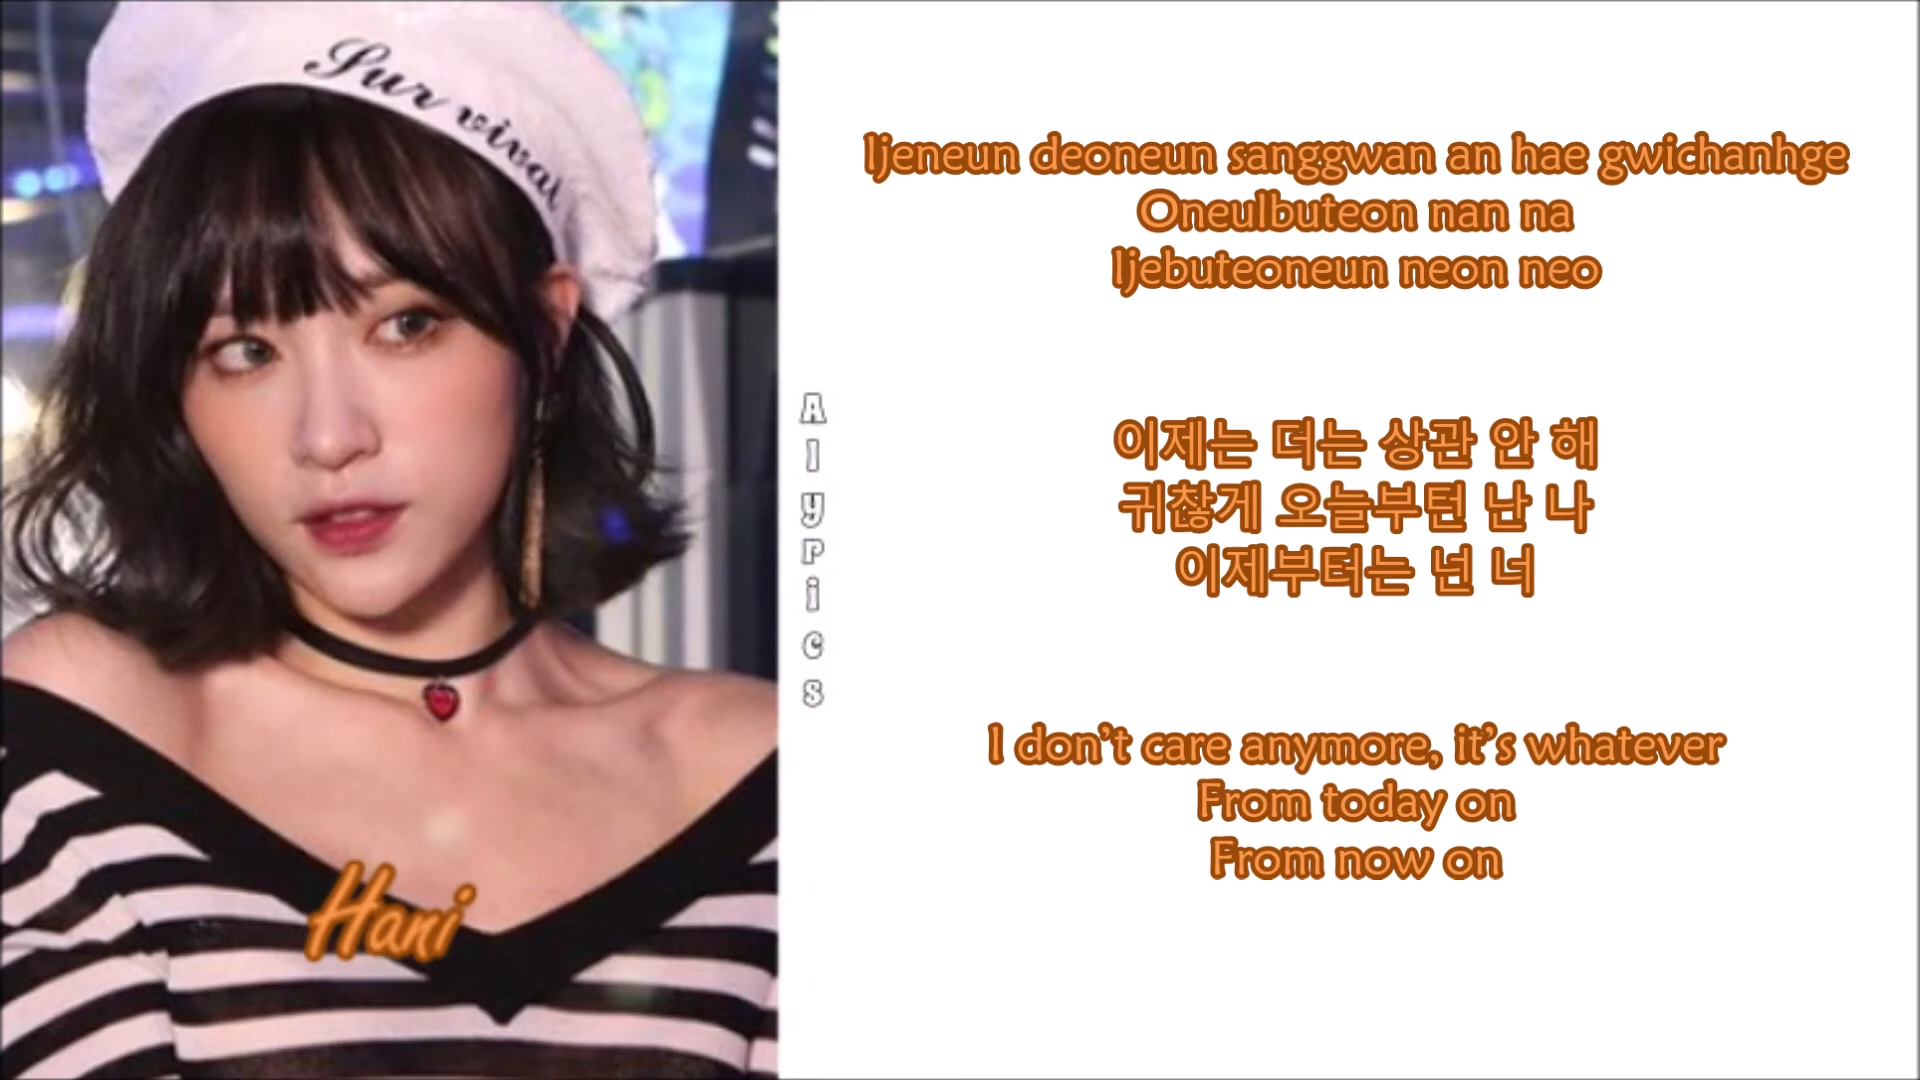 Sur vival
Hani
Alypics
Ijeneun deoneun sanggwan an hae gwichanhge
Oneulbuteon nan na
Ijebuteoneun neon neo
이제는 더는 상관 안 해
귀찮게 오늘부턴 난 나
이제부터는 넌 너
I don't care anymore, it's whatever
From today on
From now on